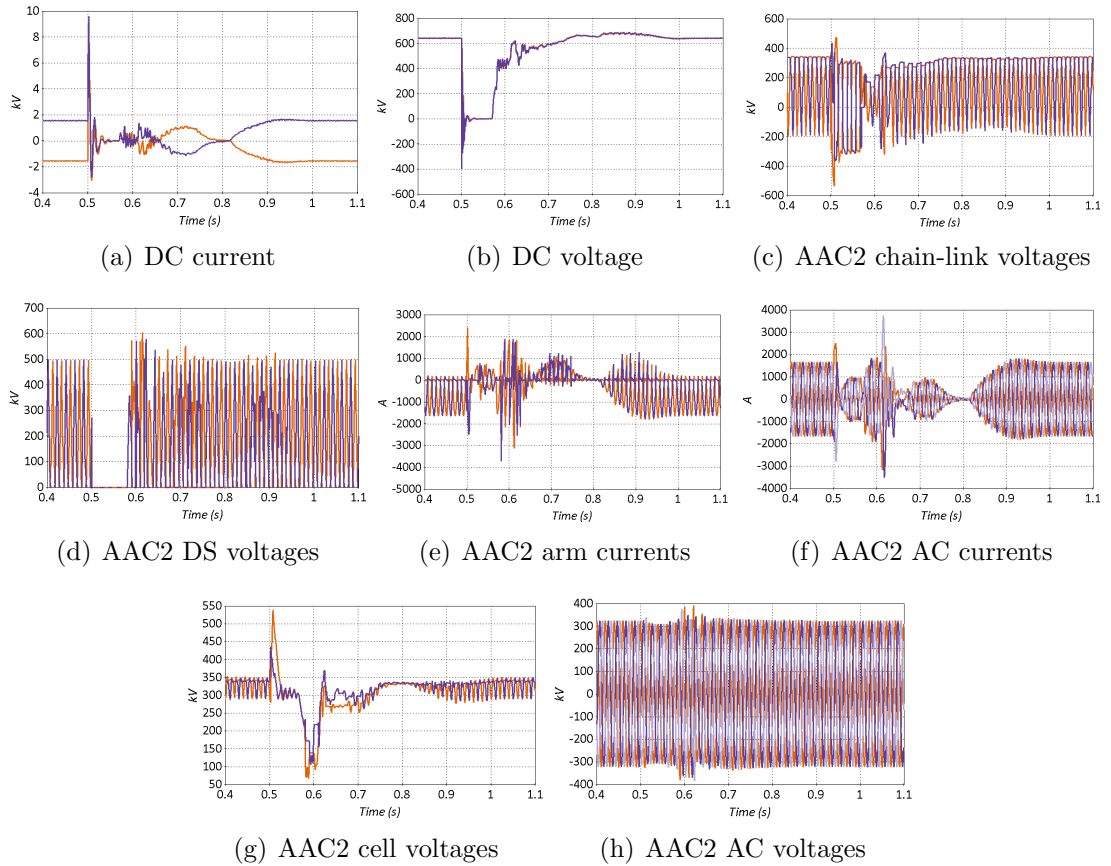 10
8
6
4
2
0
-2
-4
kV
0.4 0.5 0.6 0.7 0.8 0.9 1 1.1
Time (s)
(a) DC current
800
600
400
200
0
-200
-400
-600
kV
0.4 0.5 0.6 0.7 0.8 0.9 1 1.1
Time (s)
(b) DC voltage
600
400
200
0
-200
-400
-600
kV
0.4 0.5 0.6 0.7 0.8 0.9 1 1.1
Time (s)
(c) AAC2 chain-link voltages
700
600
500
400
300
200
100
0
kV
0.4 0.5 0.6 0.7 0.8 0.9 1 1.1
Time (s)
(d) AAC2 DS voltages
3000
2000
1000
0
-1000
-2000
-3000
-4000
-5000
A
0.4 0.5 0.6 0.7 0.8 0.9 1 1.1
Time (s)
(e) AAC2 arm currents
4000
3000
2000
1000
0
-1000
-2000
-3000
-4000
A
0.4 0.5 0.6 0.7 0.8 0.9 1 1.1
Time (s)
(f) AAC2 AC currents
550
500
450
400
350
300
250
200
150
100
50
kV
0.4 0.5 0.6 0.7 0.8 0.9 1 1.1
Time (s)
(g) AAC2 cell voltages
400
300
200
100
0
-100
-200
-300
-400
kV
0.4 0.5 0.6 0.7 0.8 0.9 1 1.1
Time (s)
(h) AAC2 AC voltages